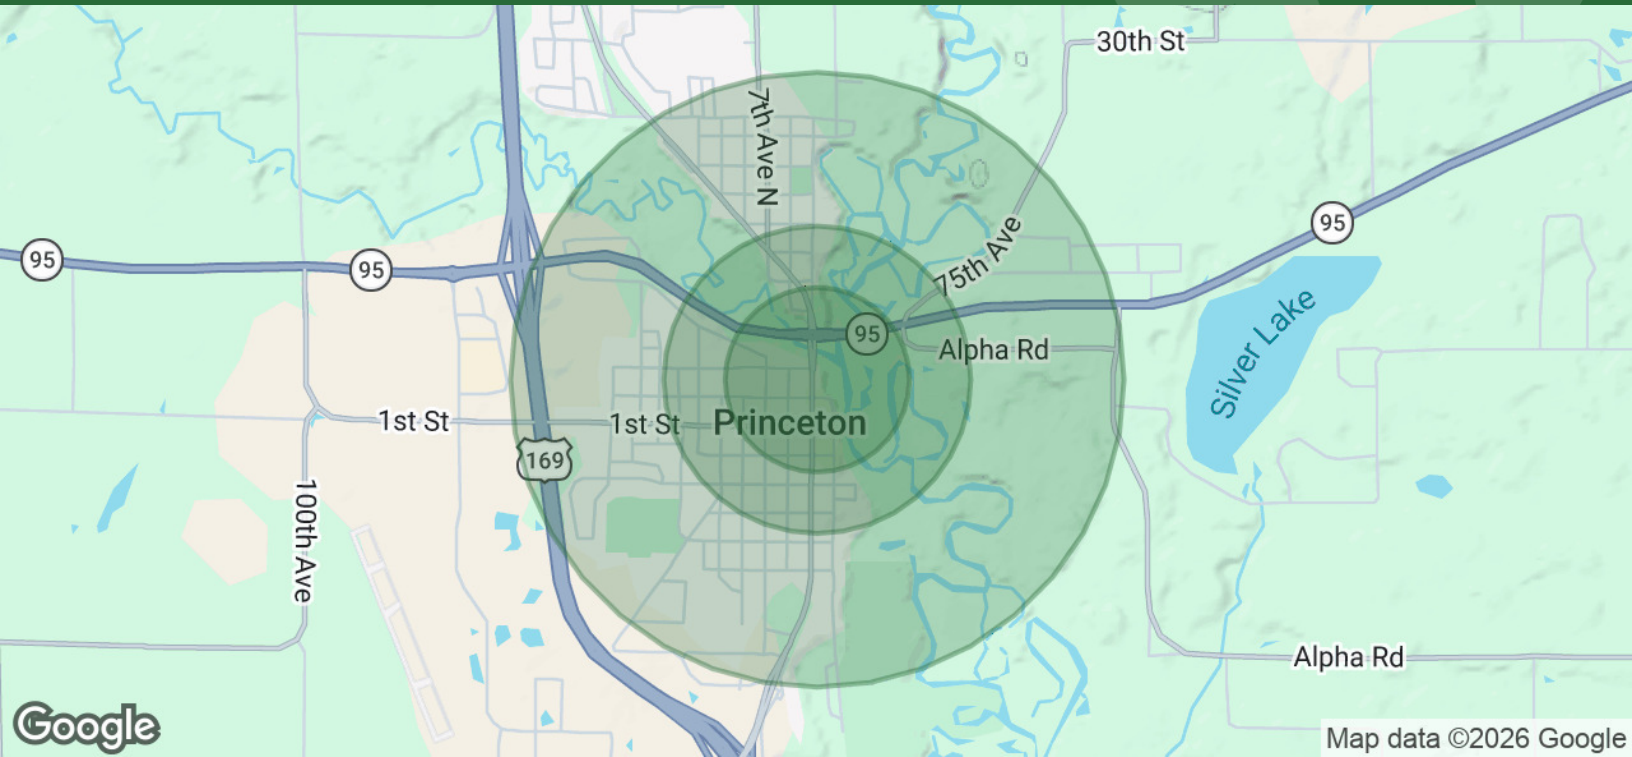 30th St
7th Ave N
75th Ave
95
95
95
95
Silver Lake
Alpha Rd
1st St
1st St
Princeton
169
100th Ave
Alpha Rd
Google
Map data ©2026 Google